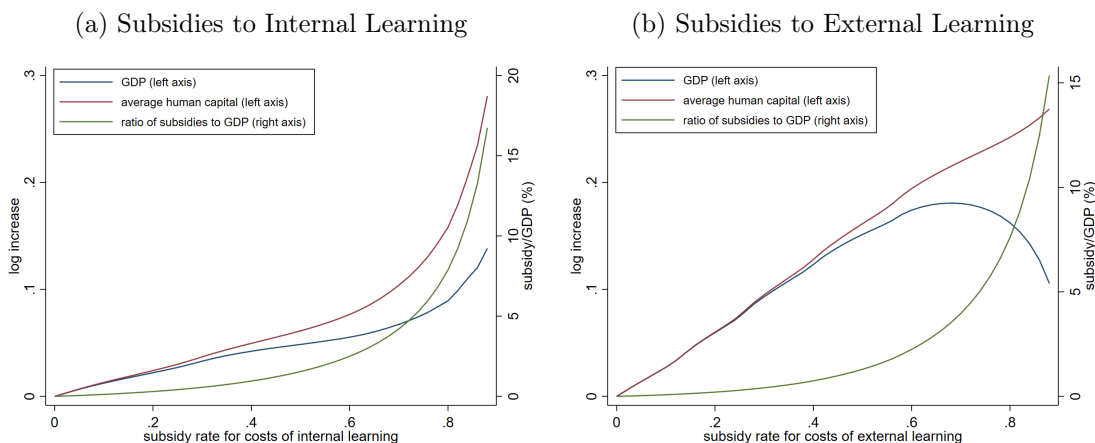 (a) Subsidies to Internal Learning
GDP (left axis)
average human capital (left axis)
ratio of subsidies to GDP (right axis)
log increase
0
.1
.2
.3
subsidy/GDP (%)
0
5
10
15
20
0
.2
.4
.6
.8
subsidy rate for costs of internal learning
(b) Subsidies to External Learning
GDP (left axis)
average human capital (left axis)
ratio of subsidies to GDP (right axis)
log increase
0
.1
.2
.3
subsidy/GDP (%)
0
5
10
15
0
.2
.4
.6
.8
subsidy rate for costs of external learning